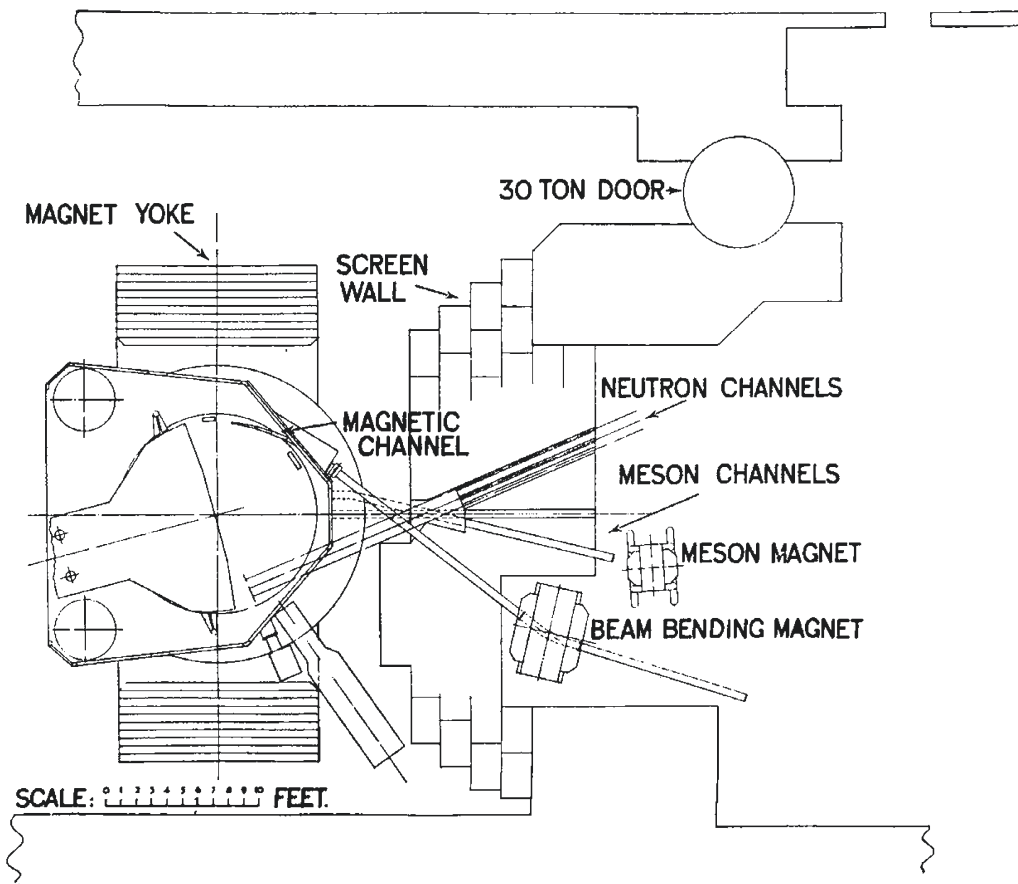 30 TON DOOR
MAGNET YOKE
SCREEN
WALL
NEUTRON CHANNELS
MAGNETIC
CHANNEL
MESON CHANNELS
MESON MAGNET
BEAM BENDING MAGNET
SCALE: 0 1 2 3 4 5 6 7 8 9 10 FEET.